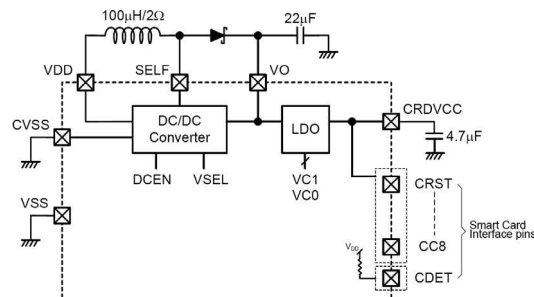 100μH/2Ω
22μF
VDD
SELF
VO
CVSS
DC/DC
Converter
LDO
CRDVCC
4.7μF
DCEN
VSEL
VC1
VC0
VSS
CRST
CC8
Smart Card
Interface pins
VDD
CDET